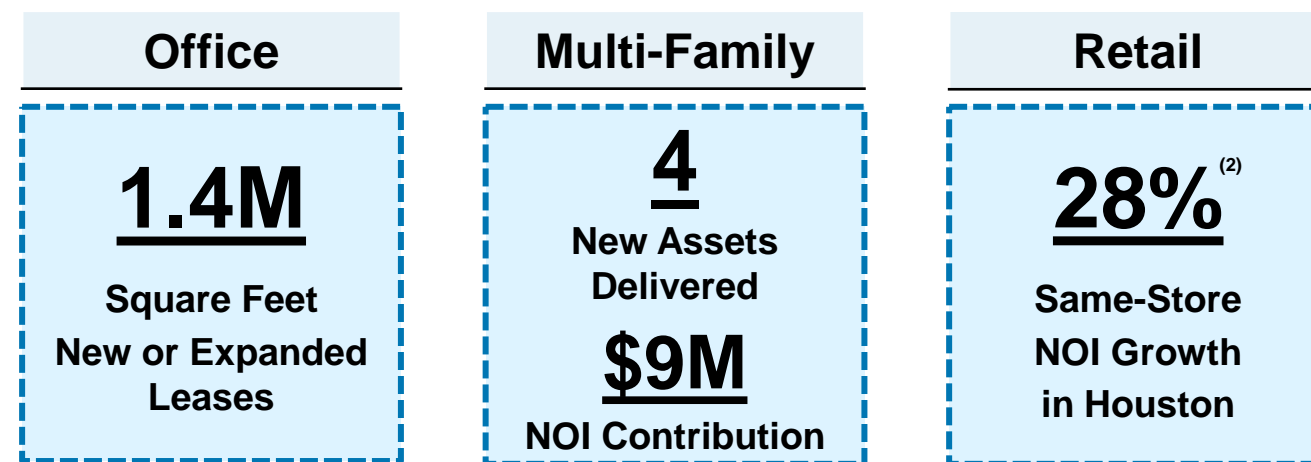 Office
1.4M
Square Feet
New or Expanded
Leases
Multi-Family
4
New Assets
Delivered
$9M
NOI Contribution
Retail
28%(2)
Same-Store
NOI Growth
in Houston